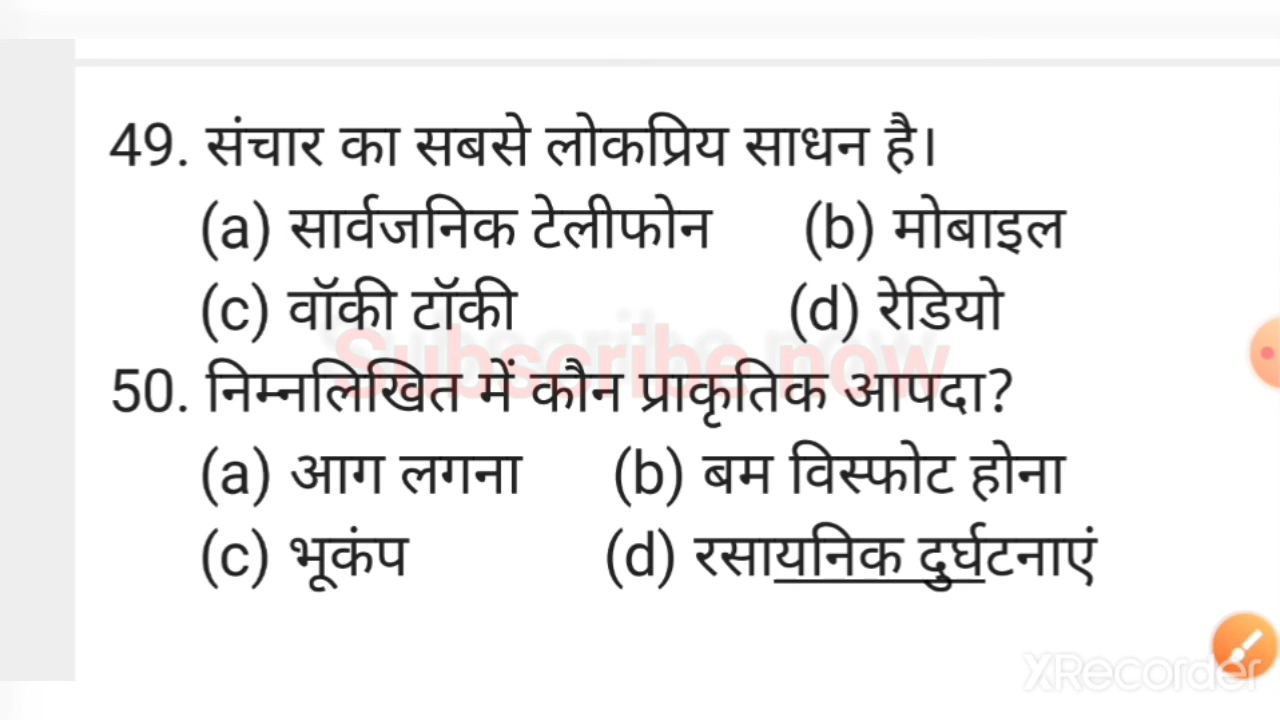 49. संचार का सबसे लोकप्रिय साधन है।
(a) सार्वजनिक टेलीफोन (b) मोबाइल
(c) वॉकी टॉकी (d) रेडियो
Subscribe now
50. निम्नलिखित में कौन प्राकृतिक आपदा?
(a) आग लगना (b) बम विस्फोट होना
(c) भूकंप (d) रसायनिक दुर्घटनाएं
XRecorder